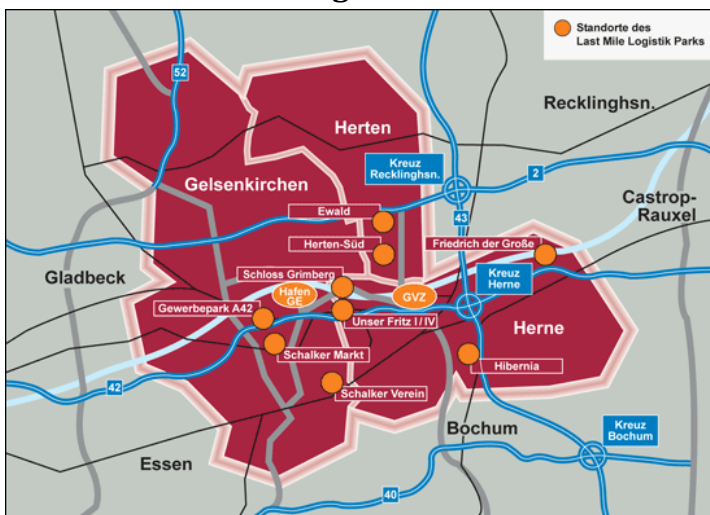 Standorte des
Last Mile Logistik Parks
52
Recklinghsn.
Herten
Kreuz
Recklinghsn.
2
Gelsenkirchen
Castrop-
Rauxel
Ewald
43
Herten-Süd
Friedrich der Große
Gladbeck
Schloss Grimberg
Kreuz
Herne
Hafen
GE
GVZ
Gewerbepark A42
Unser Fritz I / IV
Herne
Schalker Markt
Hibernia
42
Schalker Verein
Bochum
Kreuz
Bochum
Essen
40